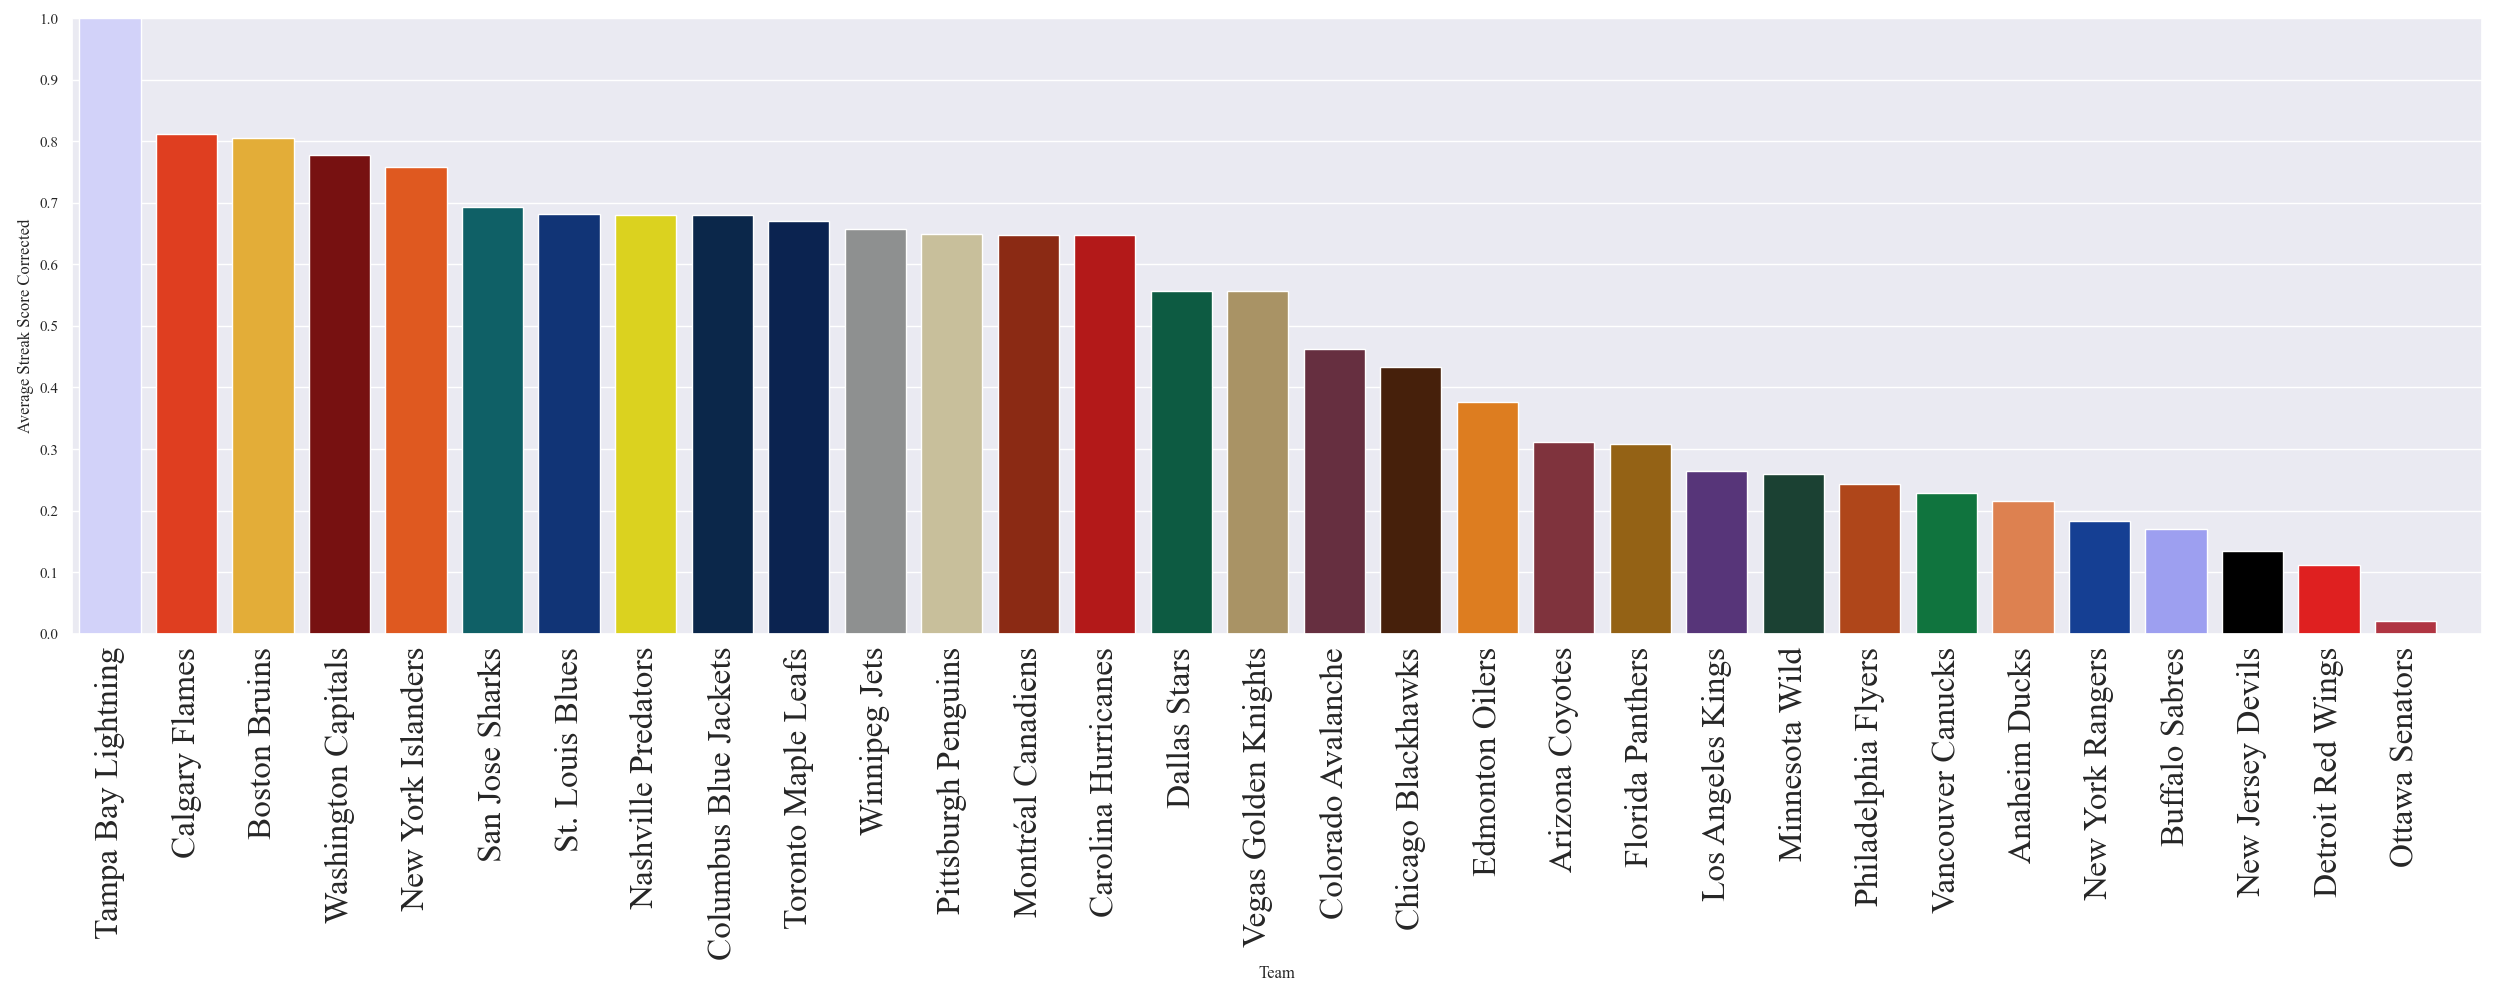 1.0
0.9
0.8
0.7
0.6
0.5
0.4
0.3
0.2
0.1
0.0
Average Streak Score Corrected
Tampa Bay Lightning
Calgary Flames
Boston Bruins
Washington Capitals
New York Islanders
San Jose Sharks
St. Louis Blues
Nashville Predators
Columbus Blue Jackets
Toronto Maple Leafs
Winnipeg Jets
Pittsburgh Penguins
Montréal Canadiens
Carolina Hurricanes
Dallas Stars
Vegas Golden Knights
Colorado Avalanche
Chicago Blackhawks
Edmonton Oilers
Arizona Coyotes
Florida Panthers
Los Angeles Kings
Minnesota Wild
Philadelphia Flyers
Vancouver Canucks
Anaheim Ducks
New York Rangers
Buffalo Sabres
New Jersey Devils
Detroit Red Wings
Ottawa Senators
Team